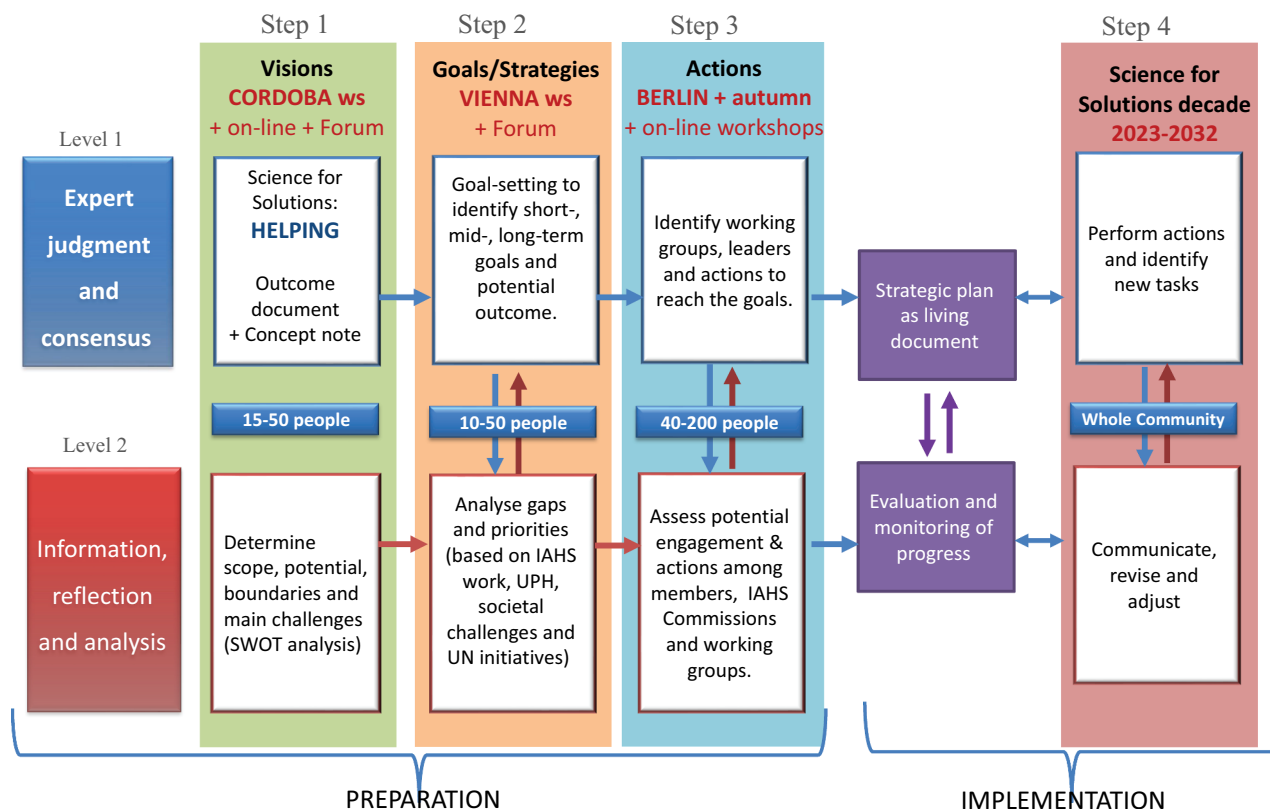 Step 1
Step 2
Step 3
Step 4
Visions
CORDOBA ws
+ on-line + Forum
Goals/Strategies
VIENNA ws
+ Forum
Actions
BERLIN + autumn
+ on-line workshops
Science for
Solutions decade
2023-2032
Level 1
Expert
judgment
and
consensus
Science for
Solutions:
HELPING
Outcome
document
+ Concept note
Goal-setting to
identify short-,
mid-, long-term
goals and
potential
outcome.
Identify working
groups, leaders
and actions to
reach the goals.
Strategic plan
as living
document
Perform actions
and identify
new tasks
15-50 people
10-50 people
40-200 people
Whole Community
Level 2
Information,
reflection
and analysis
Determine
scope, potential,
boundaries and
main challenges
(SWOT analysis)
Analyse gaps
and priorities
(based on IAHS
work, UPH,
societal
challenges and
UN initiatives)
Assess potential
engagement &
actions among
members, IAHS
Commissions
and working
groups.
Evaluation and
monitoring of
progress
Communicate,
revise and
adjust
PREPARATION
IMPLEMENTATION